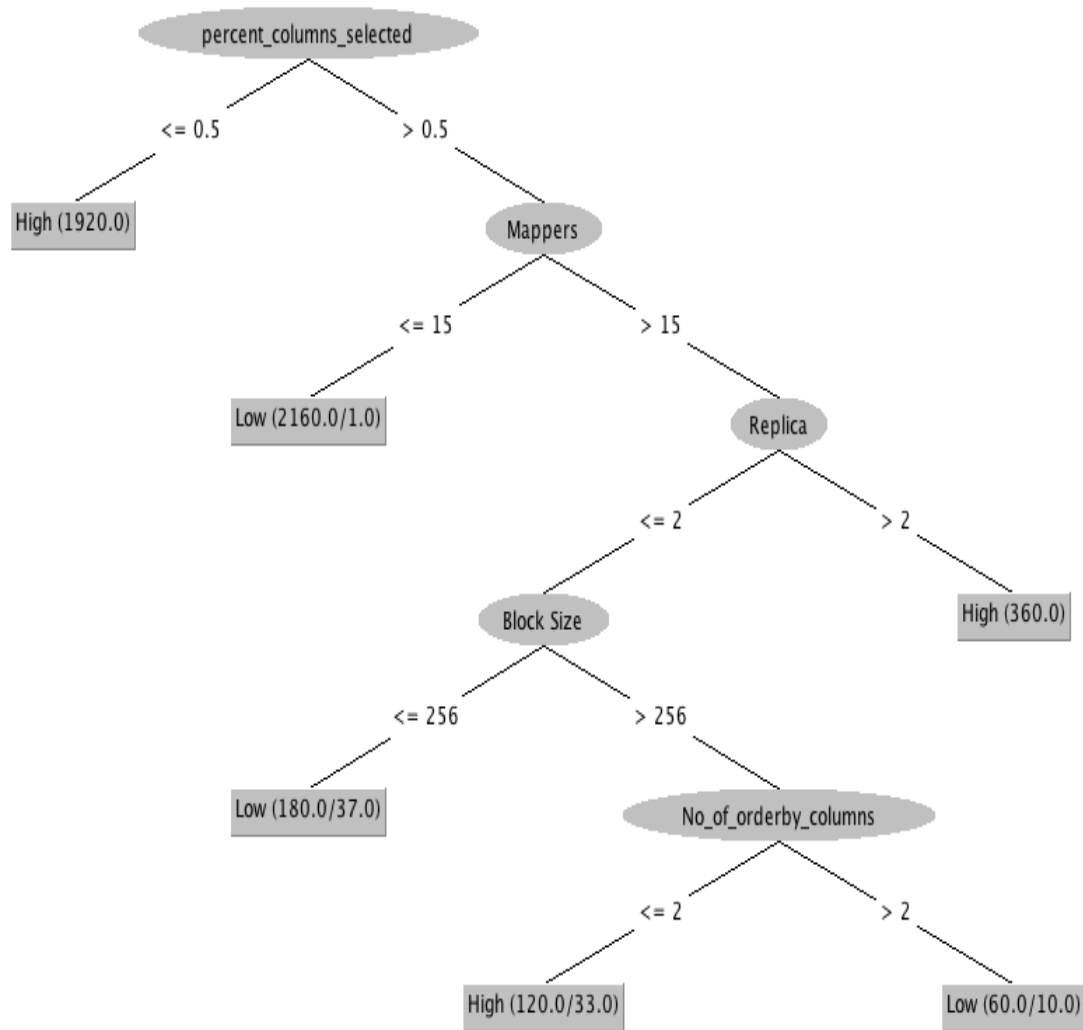 percent_columns_selected
<= 0.5
> 0.5
High (1920.0)
Mappers
<= 15
> 15
Low (2160.0/1.0)
Replica
<= 2
> 2
Block Size
High (360.0)
<= 256
> 256
Low (180.0/37.0)
No_of_orderby_columns
<= 2
> 2
High (120.0/33.0)
Low (60.0/10.0)